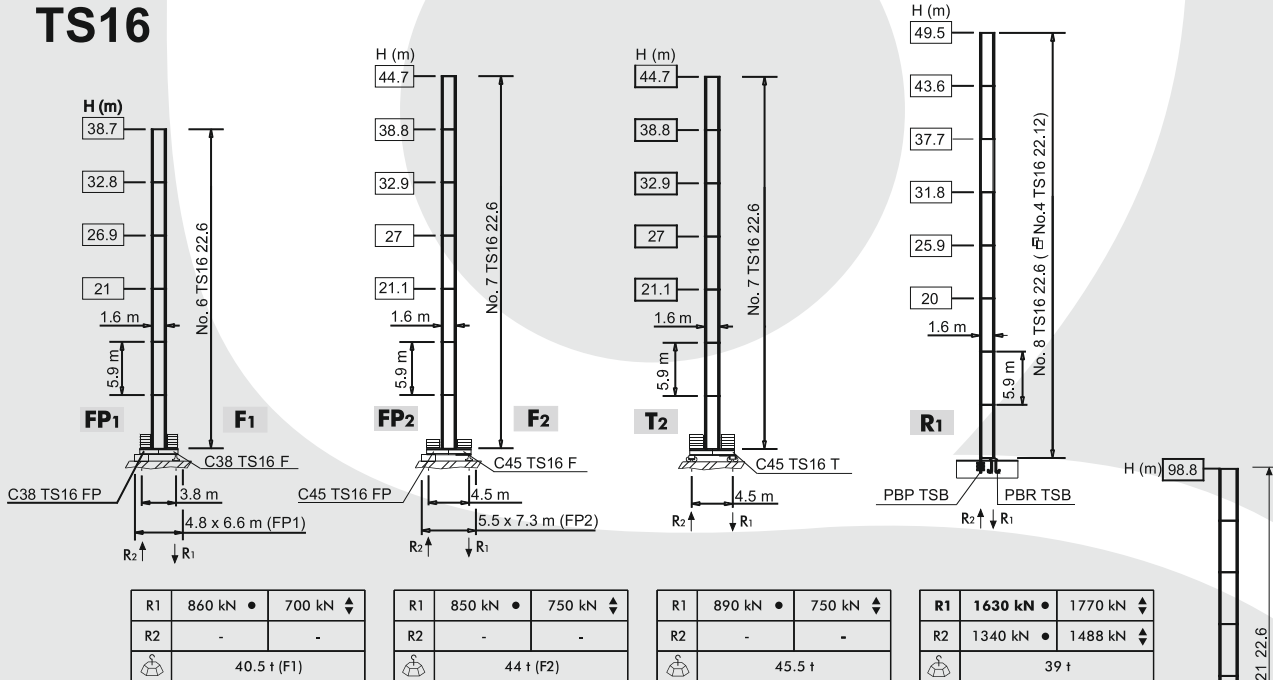 TS16
H (m)
38.7
32.8
26.9
21
1.6 m
5.9 m
No. 6 TS16 22.6
FP1
F1
C38 TS16 F
C38 TS16 FP
3.8 m
4.8 x 6.6 m (FP1)
R2
R1
H (m)
44.7
38.8
32.9
27
21.1
1.6 m
5.9 m
No. 7 TS16 22.6
FP2
F2
C45 TS16 F
C45 TS16 FP
4.5 m
5.5 x 7.3 m (FP2)
R2
R1
H (m)
44.7
38.8
32.9
27
21.1
1.6 m
5.9 m
No. 7 TS16 22.6
T2
C45 TS16 T
4.5 m
R2
R1
H (m)
49.5
43.6
37.7
31.8
25.9
20
1.6 m
5.9 m
No. 8 TS16 22.6 ( No.4 TS16 22.12)
R1
PBP TSB
PBR TSB
R2
R1
H (m)
98.8
21 22.6
R1 860 kN ● 700 kN
R2 - -
40.5 t (F1)
R1 850 kN ● 750 kN
R2 - -
44 t (F2)
R1 890 kN ● 750 kN
R2 - -
45.5 t
R1 1630 kN ● 1770 kN
R2 1340 kN ● 1488 kN
39 t